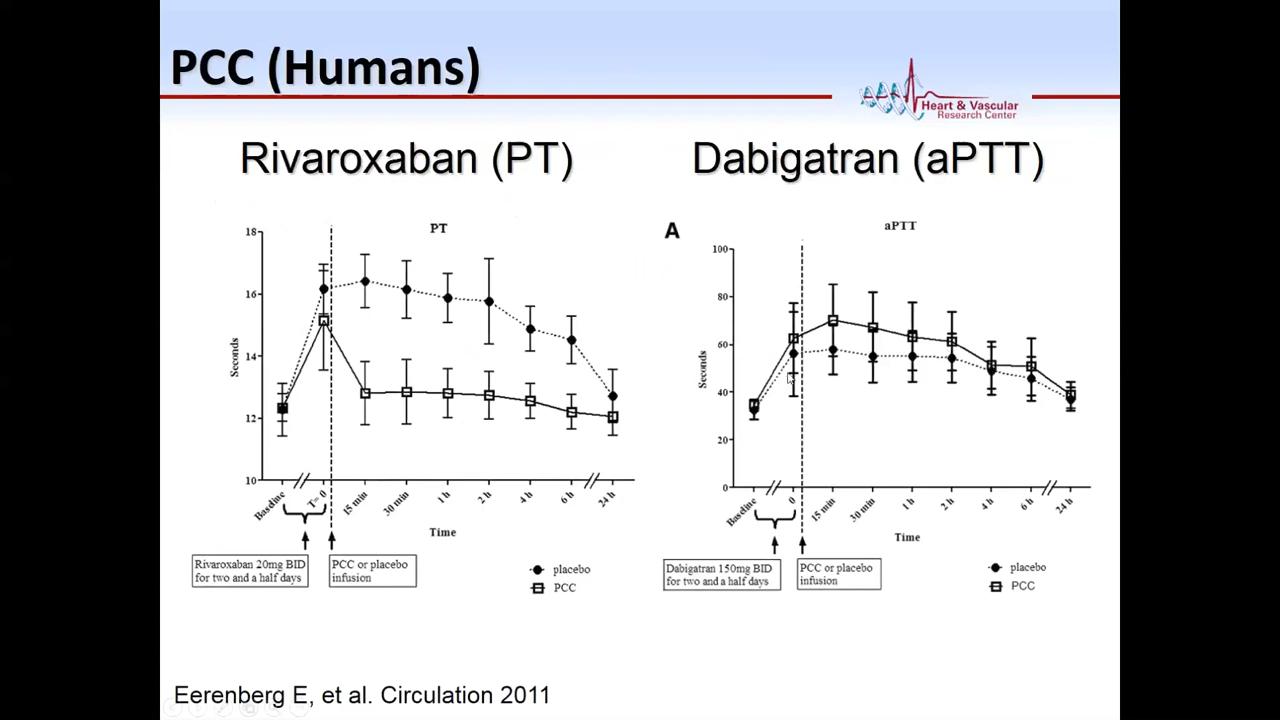 PCC (Humans)
Heart & Vascular
Research Center
Rivaroxaban (PT)
Dabigatran (aPTT)
PT
18
16
14
12
10
Seconds
Baseline
T= 0
15 min
30 min
1 h
2 h
4 h
6 h
24 h
Time
Rivaroxaban 20mg BID
for two and a half days
PCC or placebo
infusion
placebo
PCC
A
aPTT
100
80
60
40
20
0
Seconds
Baseline
0
15 min
30 min
1 h
2 h
4 h
6 h
24 h
Time
Dabigatran 150mg BID
for two and a half days
PCC or placebo
infusion
placebo
PCC
Eerenberg E, et al. Circulation 2011